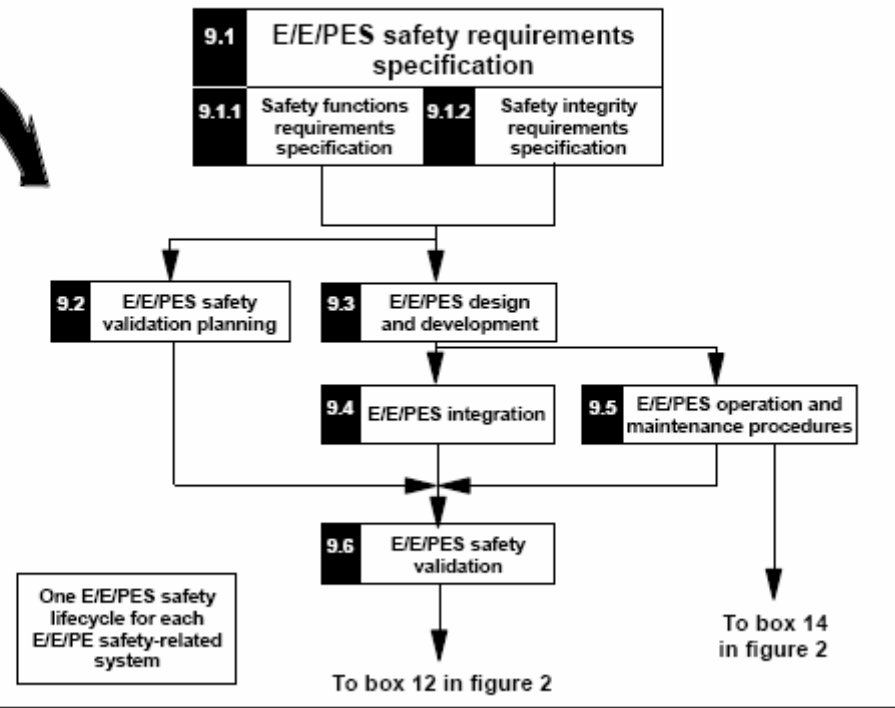 9.1
E/E/PES safety requirements
specification
9.1.1
Safety functions
requirements
specification
9.1.2
Safety integrity
requirements
specification
9.2
E/E/PES safety
validation planning
9.3
E/E/PES design
and development
9.4
E/E/PES integration
9.5
E/E/PES operation and
maintenance procedures
9.6
E/E/PES safety
validation
One E/E/PES safety
lifecycle for each
E/E/PE safety-related
system
To box 14
in figure 2
To box 12 in figure 2